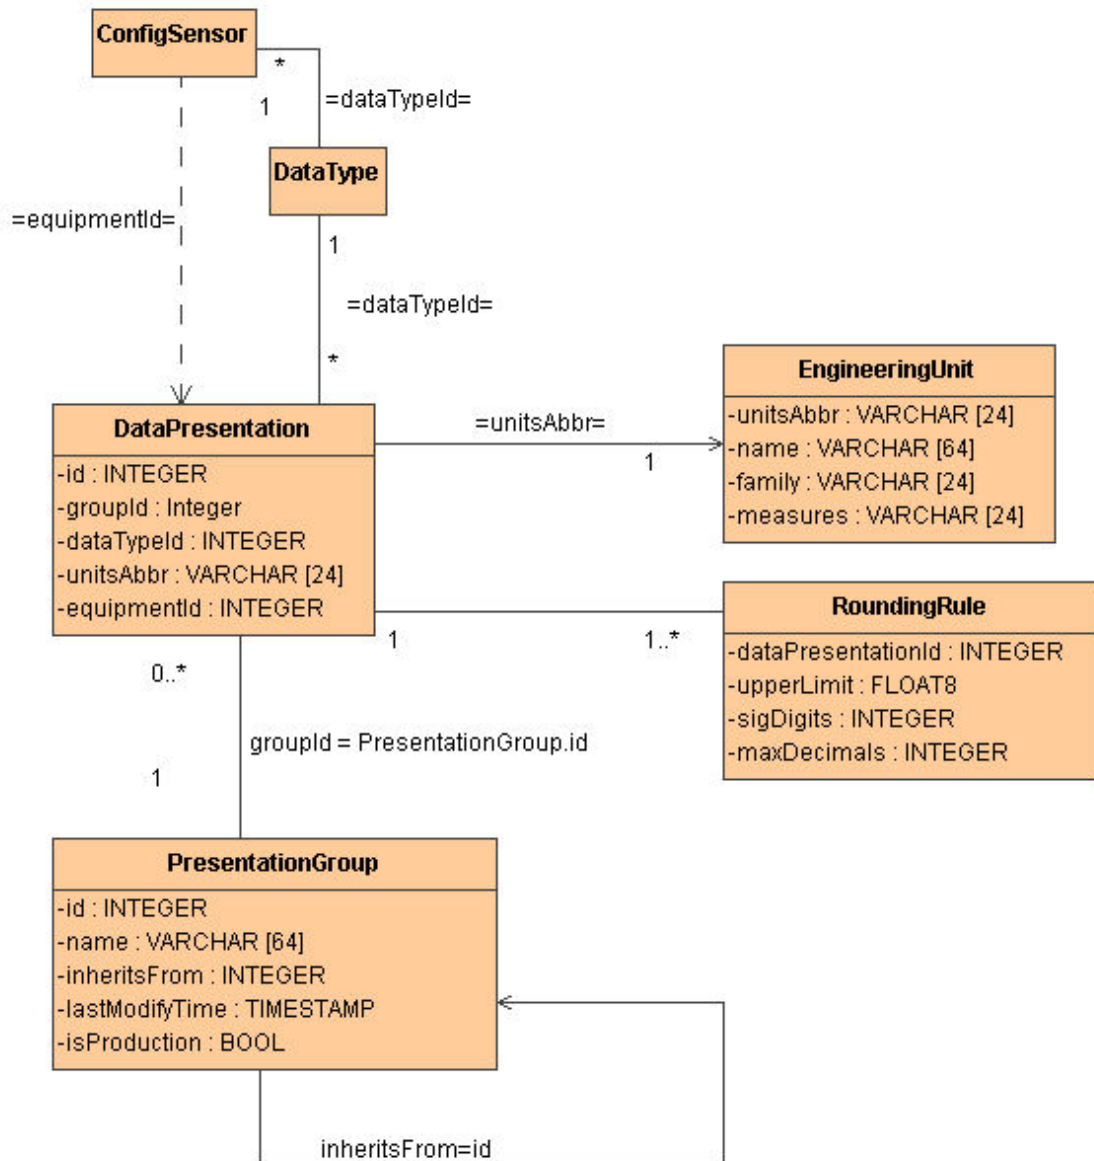 ConfigSensor
*
1
=dataTypeId=
DataType
=equipmentId=
1
=dataTypeId=
*
DataPresentation
-id : INTEGER
-groupId : Integer
-dataTypeId : INTEGER
-unitsAbbr : VARCHAR [24]
-equipmentId : INTEGER
=unitsAbbr=
1
EngineeringUnit
-unitsAbbr : VARCHAR [24]
-name : VARCHAR [64]
-family : VARCHAR [24]
-measures : VARCHAR [24]
1
1..*
RoundingRule
-dataPresentationId : INTEGER
-upperLimit : FLOAT8
-sigDigits : INTEGER
-maxDecimals : INTEGER
0..*
groupId = PresentationGroup.id
1
PresentationGroup
-id : INTEGER
-name : VARCHAR [64]
-inheritsFrom : INTEGER
-lastModifyTime : TIMESTAMP
-isProduction : BOOL
inheritsFrom=id